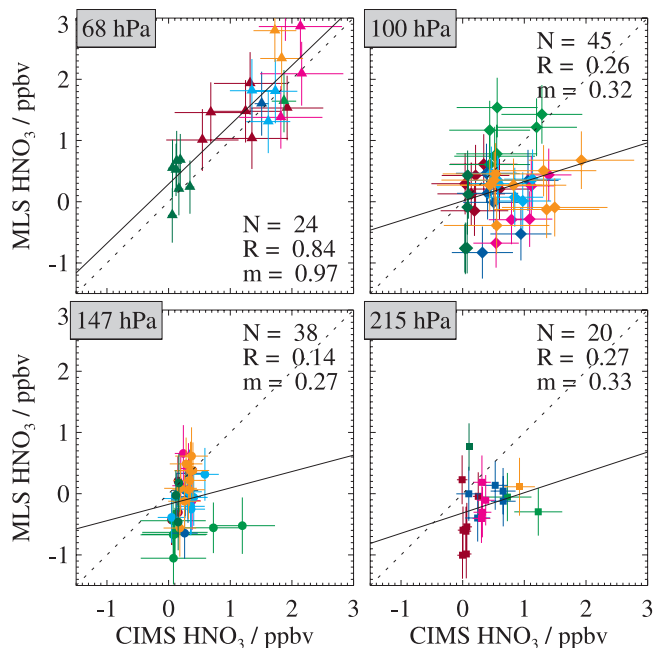 68 hPa
N = 24
R = 0.84
m = 0.97
MLS HNO₃ / ppbv
3
2
1
0
-1
100 hPa
N = 45
R = 0.26
m = 0.32
147 hPa
N = 38
R = 0.14
m = 0.27
MLS HNO₃ / ppbv
3
2
1
0
-1
-1 0 1 2 3
CIMS HNO₃ / ppbv
215 hPa
N = 20
R = 0.27
m = 0.33
-1 0 1 2 3
CIMS HNO₃ / ppbv